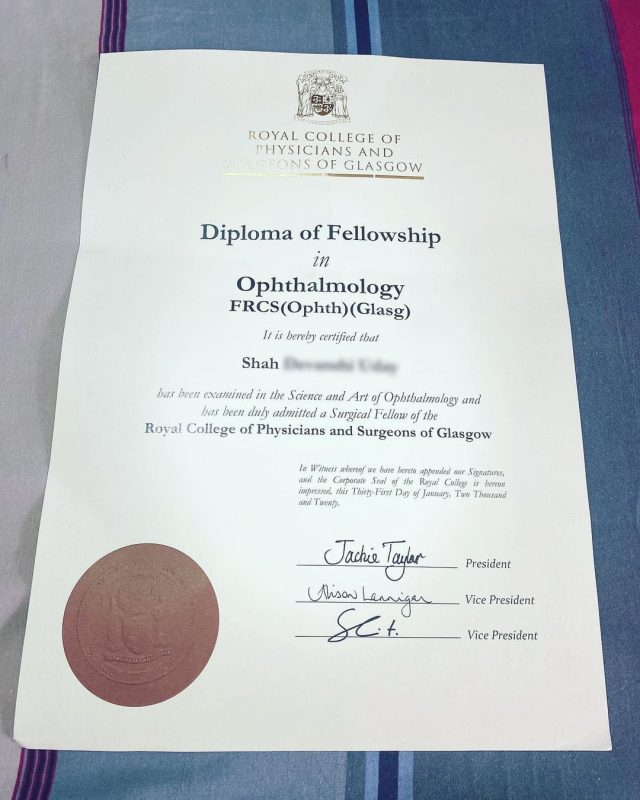 ROYAL COLLEGE OF
PHYSICIANS AND
SURGEONS OF GLASGOW
Diploma of Fellowship
in
Ophthalmology
FRCS(Ophth)(Glasg)
It is hereby certified that
Shah
has been examined in the Science and Art of Ophthalmology and
has been duly admitted a Surgical Fellow of the
Royal College of Physicians and Surgeons of Glasgow
In Witness whereof we have hereto appended our Signatures,
and the Corporate Seal of the Royal College is hereon
impressed, this Thirty-First Day of January, Two Thousand
and Twenty.
Jackie Taylor President
Alison Lannigan Vice President
Vice President